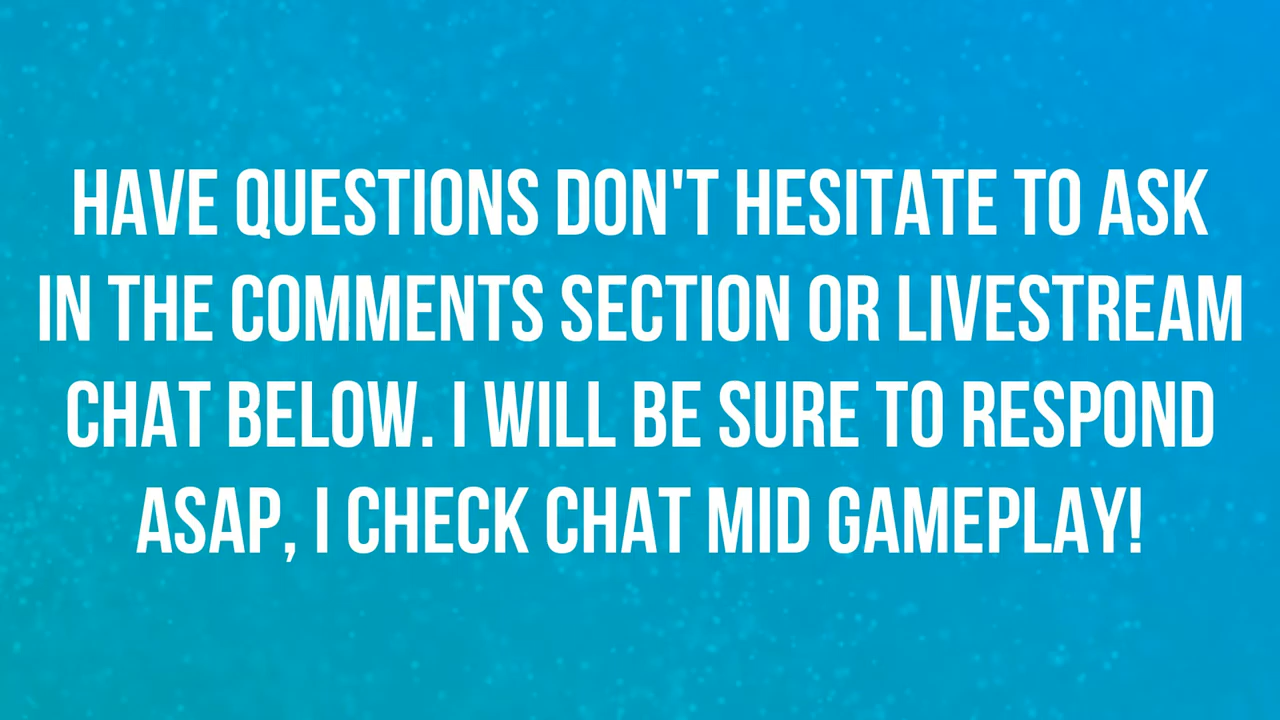 HAVE QUESTIONS DON'T HESITATE TO ASK
IN THE COMMENTS SECTION OR LIVESTREAM
CHAT BELOW. I WILL BE SURE TO RESPOND
ASAP, I CHECK CHAT MID GAMEPLAY!